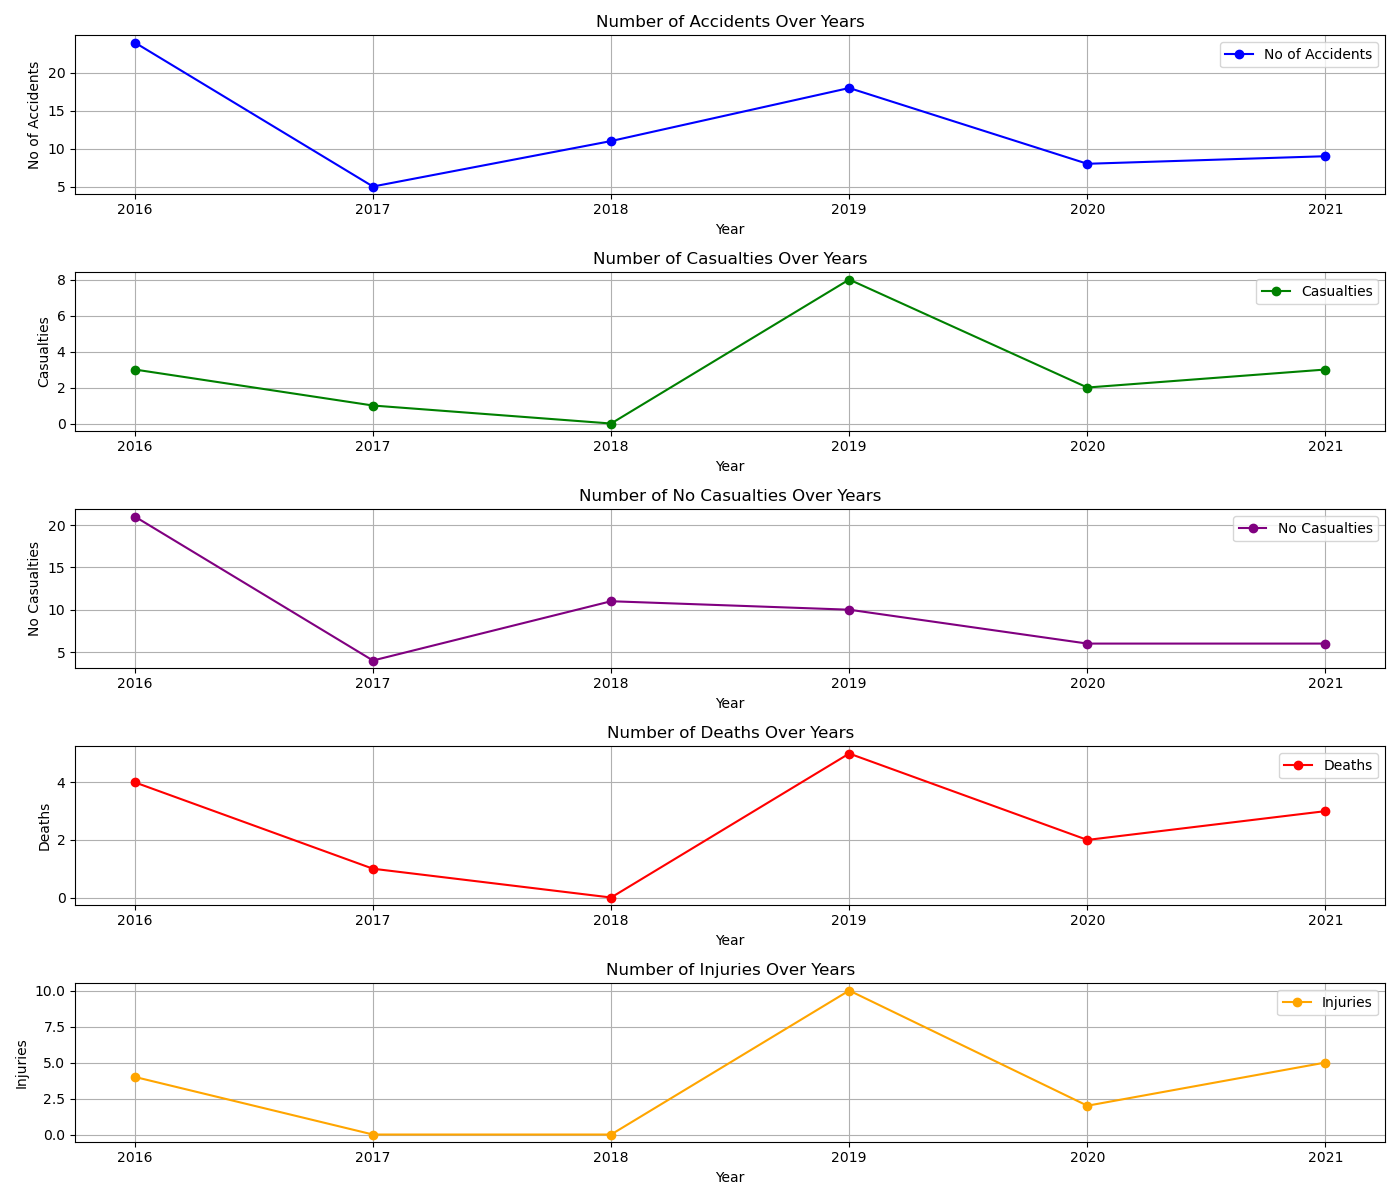 Number of Accidents Over Years
No of Accidents
20
15
10
5
No of Accidents
2016 2017 2018 2019 2020 2021
Year
Number of Casualties Over Years
Casualties
8
6
4
2
0
Casualties
2016 2017 2018 2019 2020 2021
Year
Number of No Casualties Over Years
No Casualties
20
15
10
5
No Casualties
2016 2017 2018 2019 2020 2021
Year
Number of Deaths Over Years
Deaths
4
2
0
Deaths
2016 2017 2018 2019 2020 2021
Year
Number of Injuries Over Years
Injuries
10.0
7.5
5.0
2.5
0.0
Injuries
2016 2017 2018 2019 2020 2021
Year